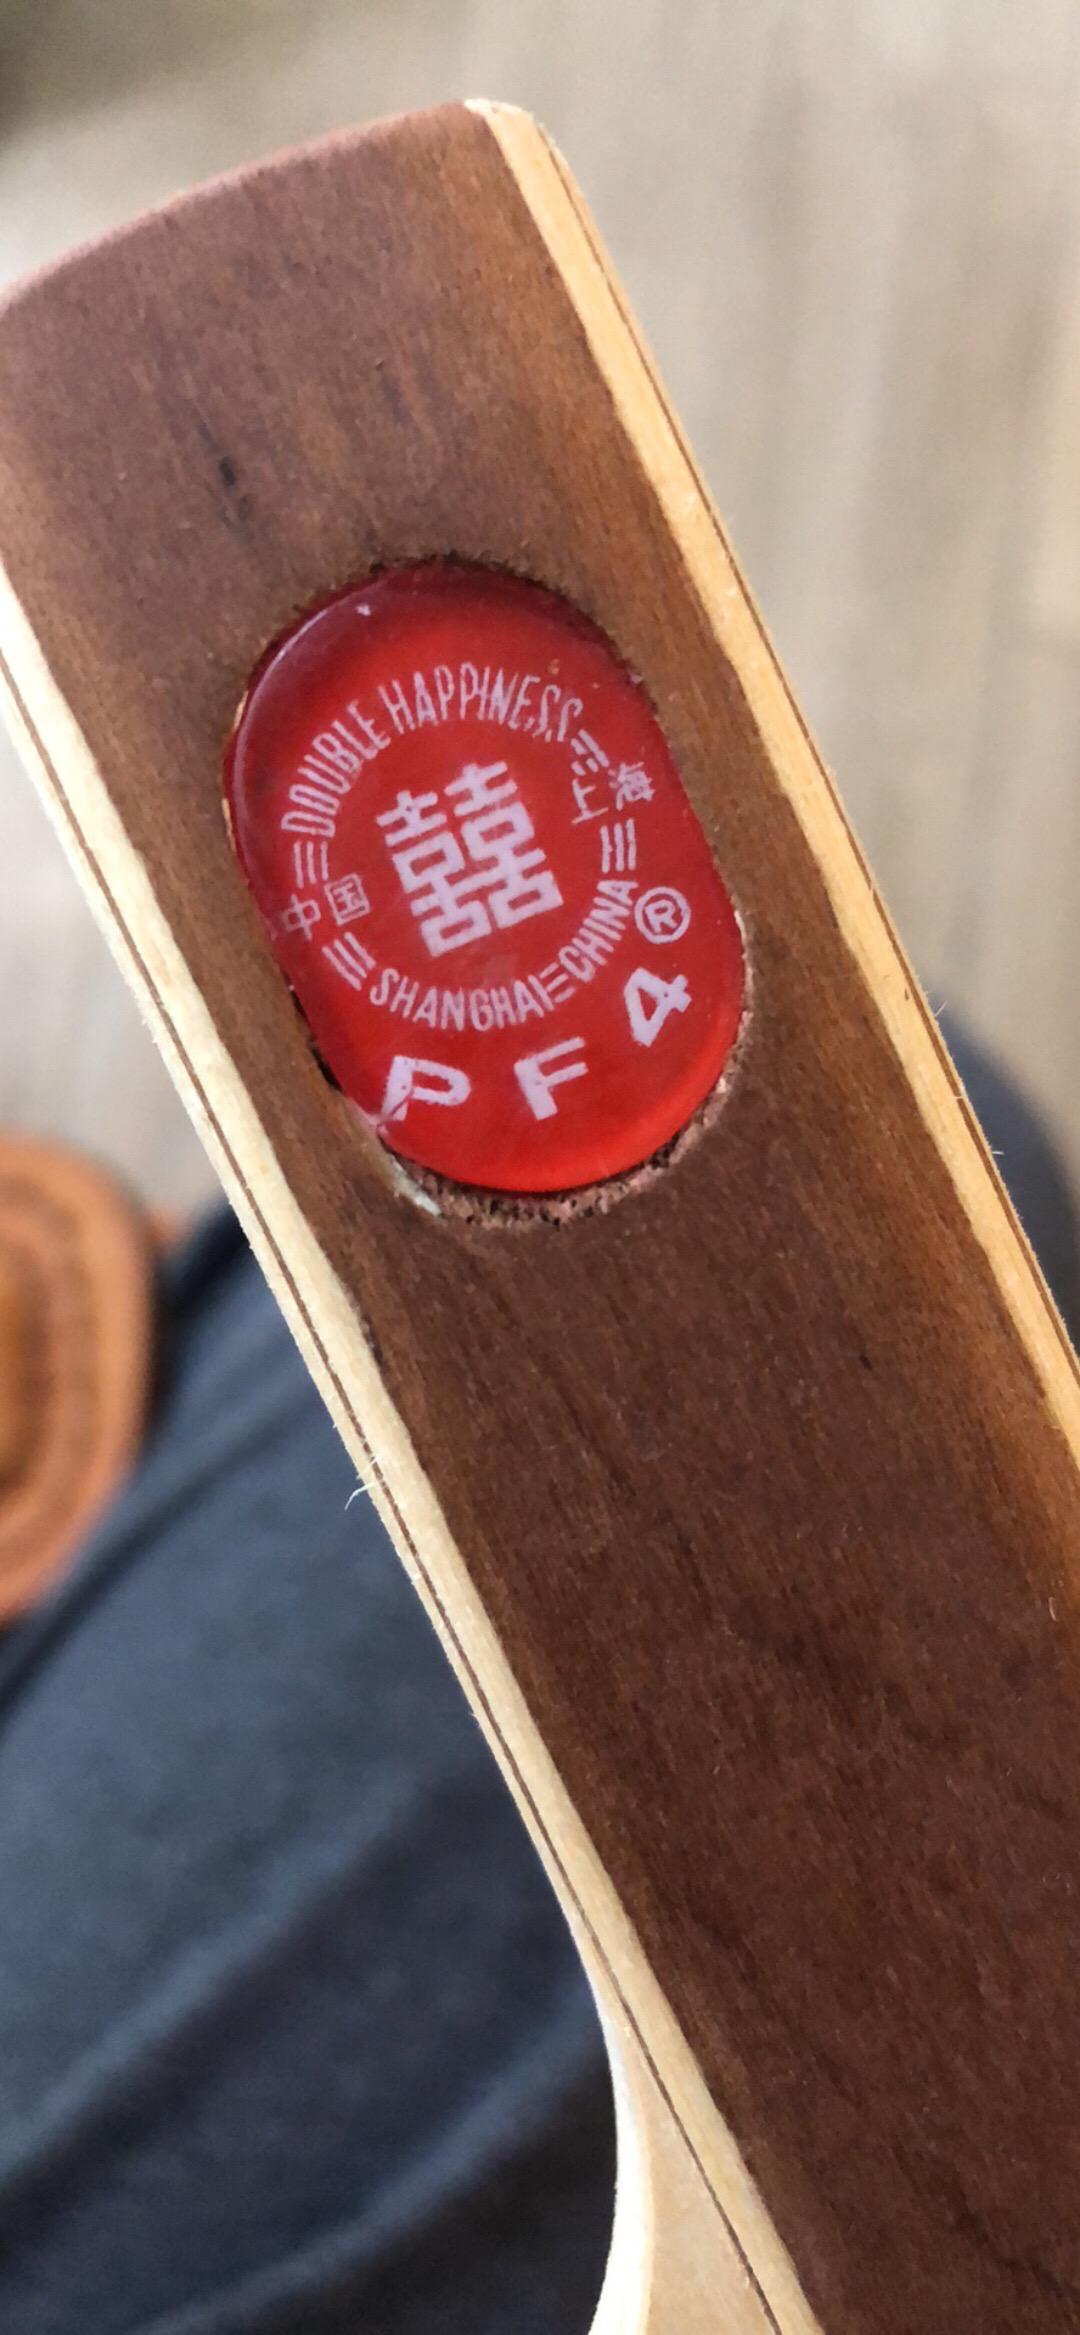 DOUBLE HAPPINESS
上海
中国
囍
SHANGHAI CHINA
®
PF4